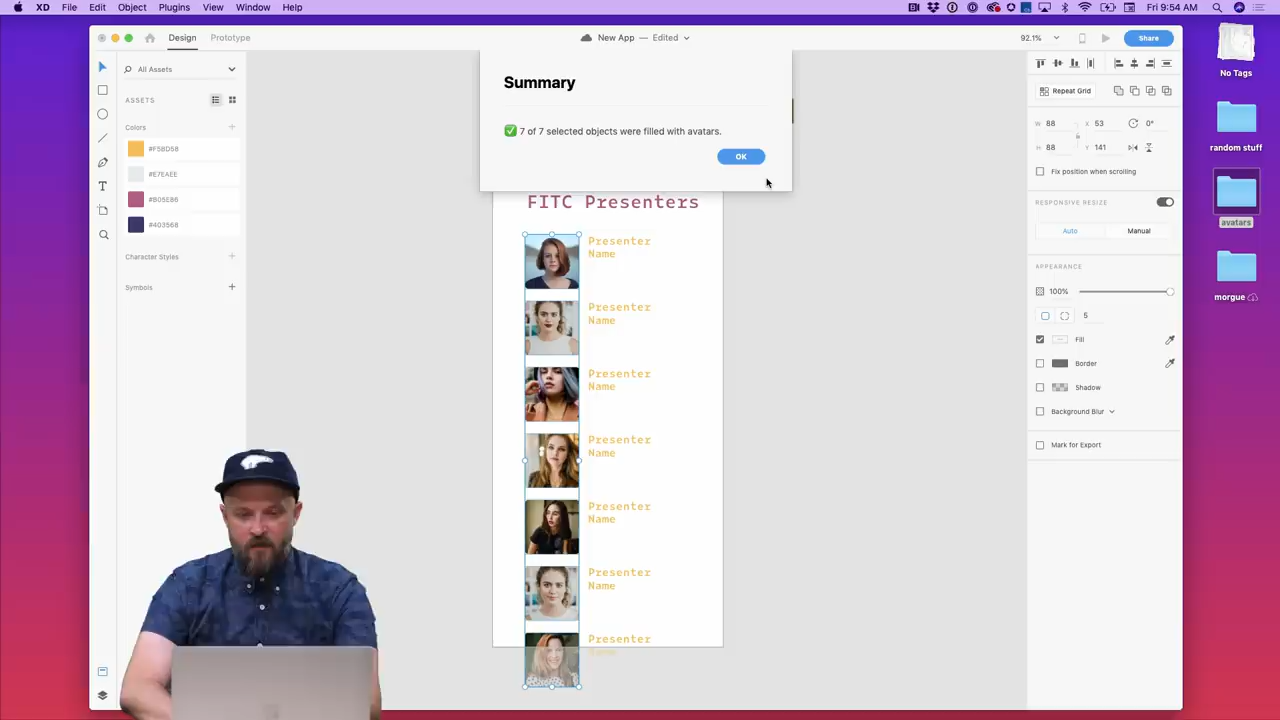 XD File Edit Object Plugins View Window Help
Fri 9:54 AM
Design Prototype
New App — Edited
92.1%
Share
All Assets
ASSETS
Colors
#F5BD58
#E7EAEE
#B05E86
#403568
Character Styles
Symbols
Summary
✅ 7 of 7 selected objects were filled with avatars.
OK
FITC Presenters
Presenter
Name
Presenter
Name
Presenter
Name
Presenter
Name
Presenter
Name
Presenter
Name
Presenter
Name
Repeat Grid
W 88 X 53 0°
H 88 Y 141
Fix position when scrolling
RESPONSIVE RESIZE
Auto Manual
APPEARANCE
100%
5
Fill
Border
Shadow
Background Blur
Mark for Export
No Tags
random stuff
avatars
morgue